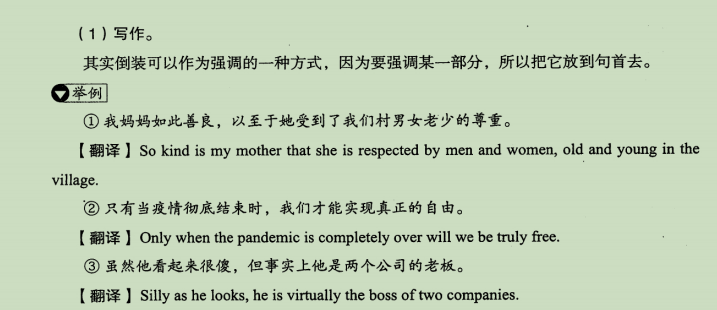 （1）写作。
其实倒装可以作为强调的一种方式，因为要强调某一部分，所以把它放到句首去。
举例
① 我妈妈如此善良，以至于她受到了我们村男女老少的尊重。
【翻译】So kind is my mother that she is respected by men and women, old and young in the
village.
② 只有当疫情彻底结束时，我们才能实现真正的自由。
【翻译】Only when the pandemic is completely over will we be truly free.
③ 虽然他看起来很傻，但事实上他是两个公司的老板。
【翻译】Silly as he looks, he is virtually the boss of two companies.